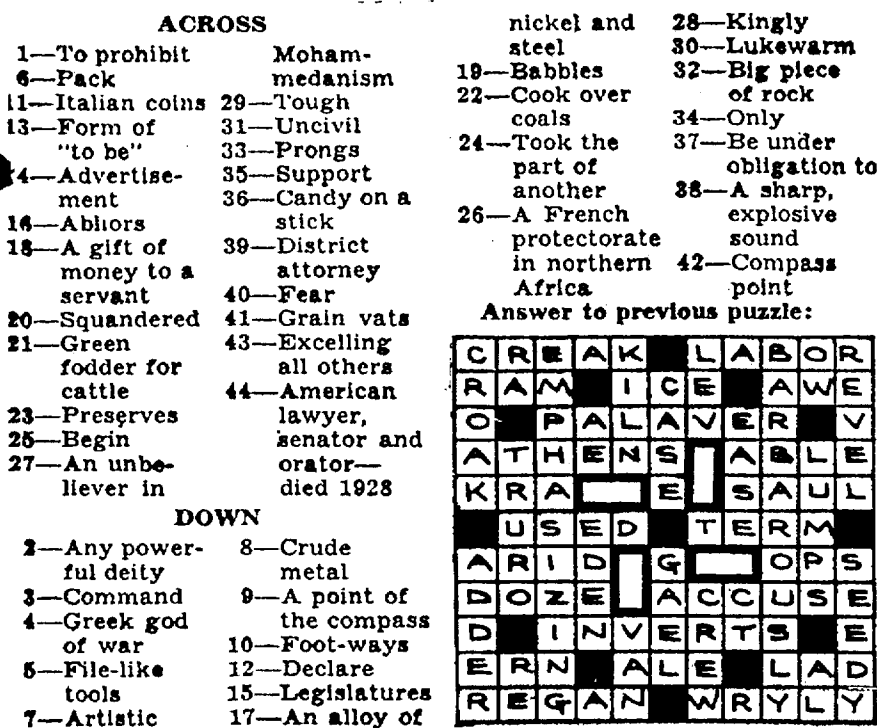 ACROSS
1—To prohibit
6—Pack
11—Italian coins
13—Form of
"to be"
14—Advertise-
ment
16—Abhors
18—A gift of
money to a
servant
20—Squandered
21—Green
fodder for
cattle
23—Preserves
25—Begin
27—An unbe-
liever in
Moham-
medanism
29—Tough
31—Uncivil
33—Prongs
35—Support
36—Candy on a
stick
39—District
attorney
40—Fear
41—Grain vats
43—Excelling
all others
44—American
lawyer,
senator and
orator—
died 1928
DOWN
2—Any power-
ful deity
3—Command
4—Greek god
of war
5—File-like
tools
7—Artistic
8—Crude
metal
9—A point of
the compass
10—Foot-ways
12—Declare
15—Legislatures
17—An alloy of
nickel and
steel
19—Babbles
22—Cook over
coals
24—Took the
part of
another
26—A French
protectorate
in northern
Africa
28—Kingly
30—Lukewarm
32—Big piece
of rock
34—Only
37—Be under
obligation to
38—A sharp,
explosive
sound
42—Compass
point
Answer to previous puzzle:
CREAK LABOR
RAM ICE AWE
O PALAVER V
ATHENS ABLE
KRA E SAUL
USED TERM
ARID G OPS
DOZE ACCUSE
D INVERTS E
ERN ALE LAD
REGAN WRYLY